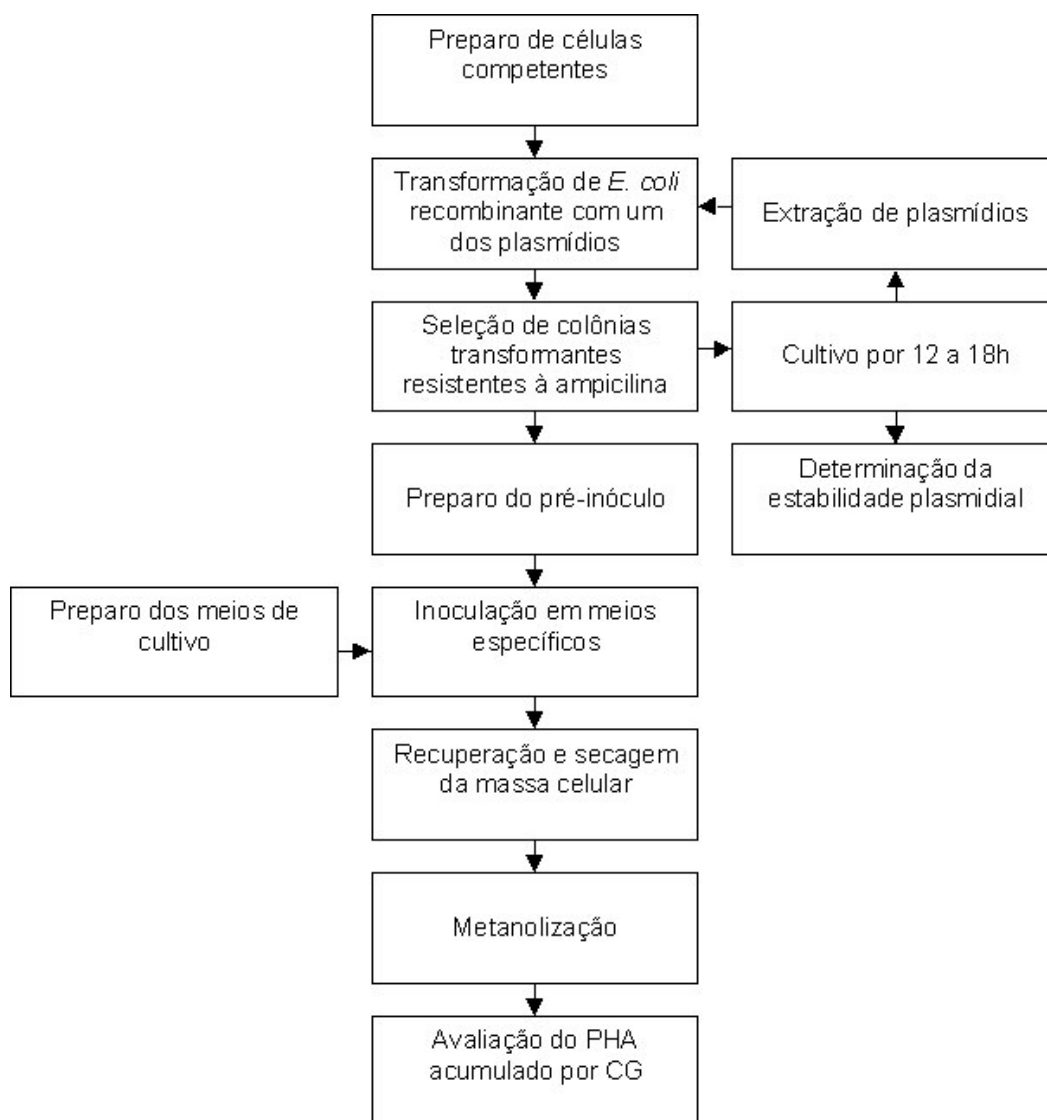 Preparo de células
competentes
Transformação de E. coli
recombinante com um
dos plasmídios
Extração de plasmídios
Seleção de colônias
transformantes
resistentes à ampicilina
Cultivo por 12 a 18h
Preparo do pré-inóculo
Determinação da
estabilidade plasmidial
Preparo dos meios de
cultivo
Inoculação em meios
específicos
Recuperação e secagem
da massa celular
Metanolização
Avaliação do PHA
acumulado por CG